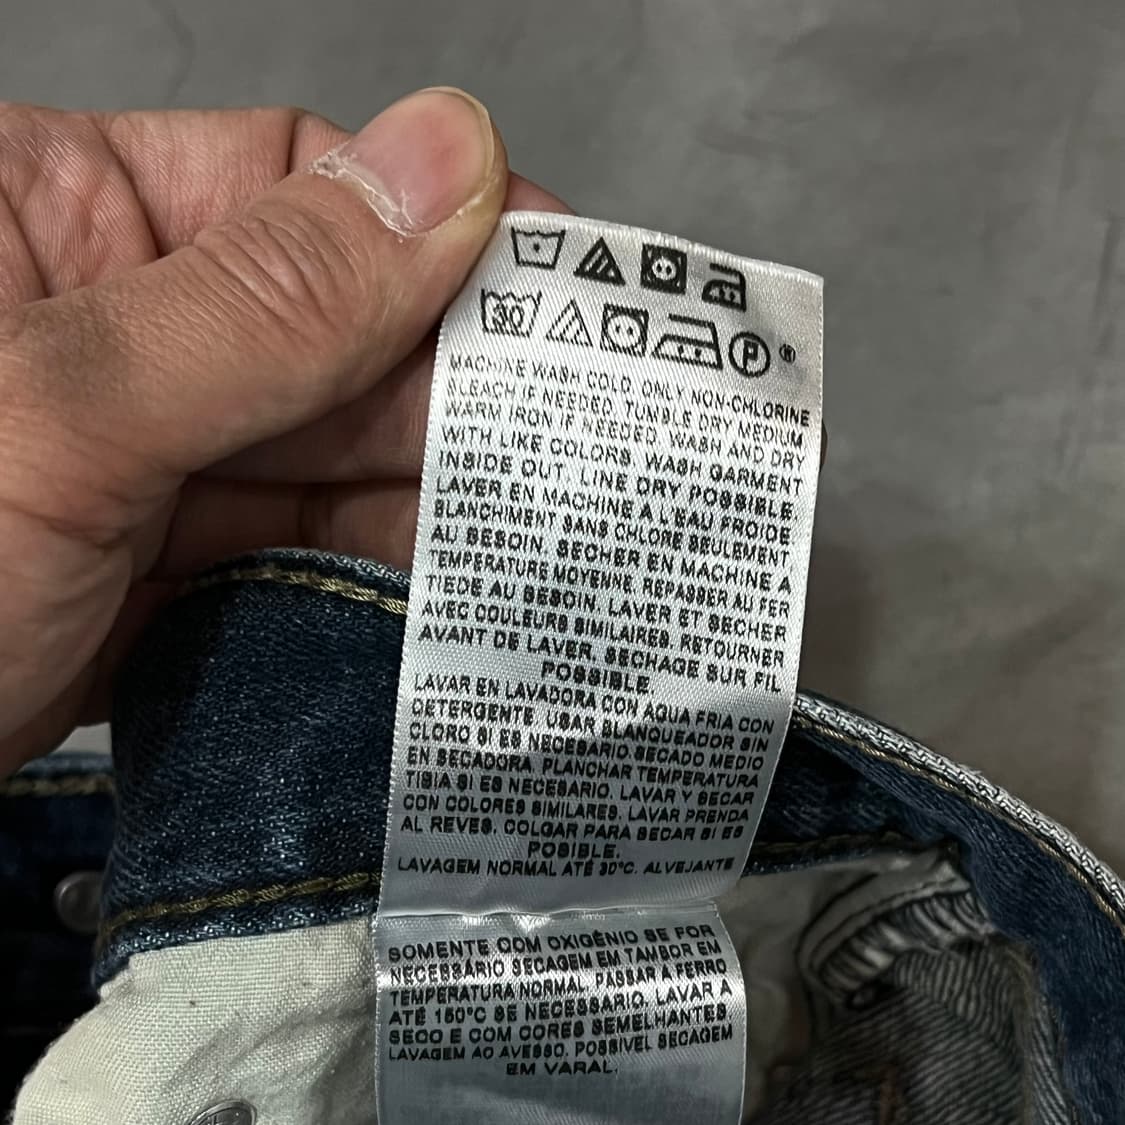 30
P ®
MACHINE WASH COLD. ONLY NON-CHLORINE
BLEACH IF NEEDED. TUMBLE DRY MEDIUM
WARM IRON IF NEEDED. WASH AND DRY
WITH LIKE COLORS. WASH GARMENT
INSIDE OUT. LINE DRY POSSIBLE.
LAVER EN MACHINE A L'EAU FROIDE
BLANCHIMENT SANS CHLORE SEULEMENT
AU BESOIN. SECHER EN MACHINE A
TEMPERATURE MOYENNE. REPASSER AU FER
TIEDE AU BESOIN. LAVER ET SECHER
AVEC COULEURS SIMILAIRES. RETOURNER
AVANT DE LAVER. SECHAGE SUR FIL
POSSIBLE.
LAVAR EN LAVADORA CON AGUA FRIA CON
DETERGENTE. USAR BLANQUEADOR SIN
CLORO SI ES NECESARIO. SECADO MEDIO
EN SECADORA. PLANCHAR TEMPERATURA
TIBIA SI ES NECESARIO. LAVAR Y SECAR
CON COLORES SIMILARES. LAVAR PRENDA
AL REVES. COLGAR PARA SECAR SI ES
POSIBLE.
LAVAGEM NORMAL ATÉ 30°C. ALVEJANTE
SOMENTE COM OXIGÊNIO SE FOR
NECESSÁRIO SECAGEM EM TAMBOR EM
TEMPERATURA NORMAL. PASSAR A FERRO
ATÉ 150°C SE NECESSARIO. LAVAR A
SECO E COM CORES SEMELHANTES.
LAVAGEM AO AVESSO. POSSIVEL SECAGEM
EM VARAL.